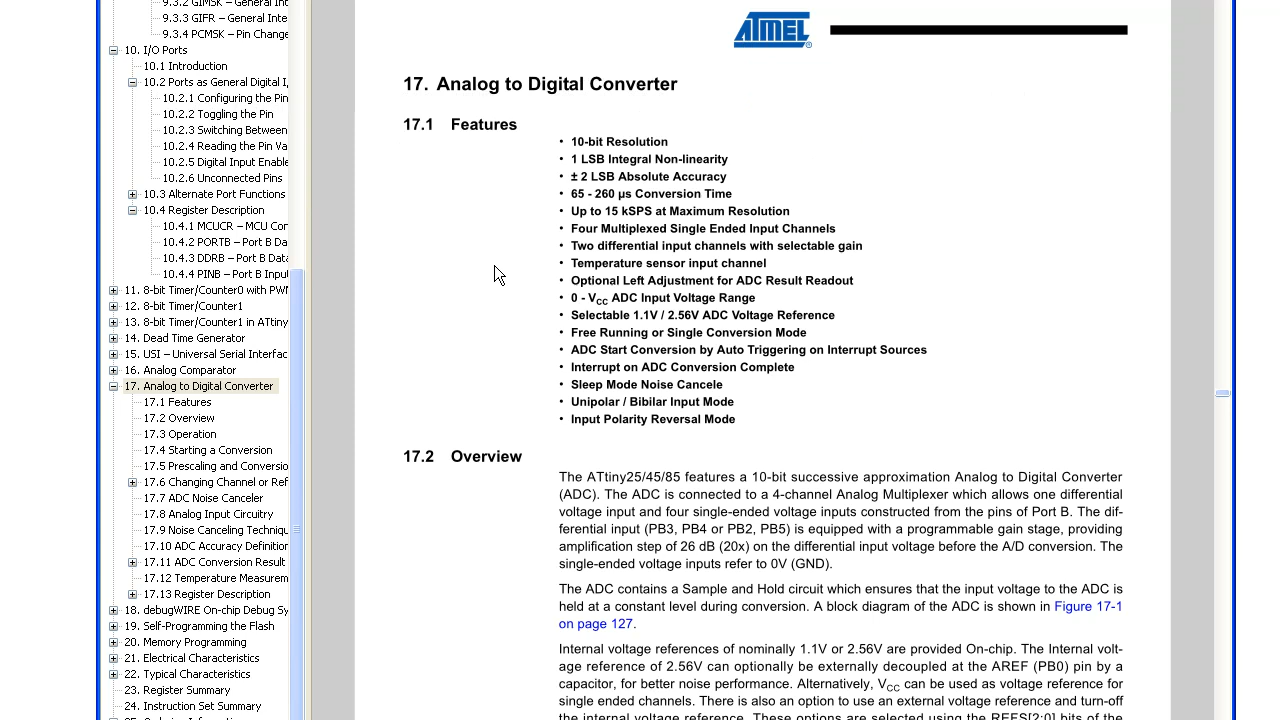 9.3.2 GIMSK – General Int
9.3.3 GIFR – General Inte
9.3.4 PCMSK – Pin Change
10. I/O Ports
10.1 Introduction
10.2 Ports as General Digital I,
10.2.1 Configuring the Pin
10.2.2 Toggling the Pin
10.2.3 Switching Between
10.2.4 Reading the Pin Va
10.2.5 Digital Input Enable
10.2.6 Unconnected Pins
10.3 Alternate Port Functions
10.4 Register Description
10.4.1 MCUCR – MCU Con
10.4.2 PORTB – Port B Da
10.4.3 DDRB – Port B Data
10.4.4 PINB – Port B Input
11. 8-bit Timer/Counter0 with PWM
12. 8-bit Timer/Counter1
13. 8-bit Timer/Counter1 in ATtiny
14. Dead Time Generator
15. USI – Universal Serial Interfac
16. Analog Comparator
17. Analog to Digital Converter
17.1 Features
17.2 Overview
17.3 Operation
17.4 Starting a Conversion
17.5 Prescaling and Conversio
17.6 Changing Channel or Ref
17.7 ADC Noise Canceler
17.8 Analog Input Circuitry
17.9 Noise Canceling Techniqu
17.10 ADC Accuracy Definition
17.11 ADC Conversion Result
17.12 Temperature Measurem
17.13 Register Description
18. debugWIRE On-chip Debug Sy
19. Self-Programming the Flash
20. Memory Programming
21. Electrical Characteristics
22. Typical Characteristics
23. Register Summary
24. Instruction Set Summary
ATMEL
17. Analog to Digital Converter
17.1 Features
• 10-bit Resolution
• 1 LSB Integral Non-linearity
• ± 2 LSB Absolute Accuracy
• 65 - 260 µs Conversion Time
• Up to 15 kSPS at Maximum Resolution
• Four Multiplexed Single Ended Input Channels
• Two differential input channels with selectable gain
• Temperature sensor input channel
• Optional Left Adjustment for ADC Result Readout
• 0 - VCC ADC Input Voltage Range
• Selectable 1.1V / 2.56V ADC Voltage Reference
• Free Running or Single Conversion Mode
• ADC Start Conversion by Auto Triggering on Interrupt Sources
• Interrupt on ADC Conversion Complete
• Sleep Mode Noise Cancele
• Unipolar / Bibilar Input Mode
• Input Polarity Reversal Mode
17.2 Overview
The ATtiny25/45/85 features a 10-bit successive approximation Analog to Digital Converter
(ADC). The ADC is connected to a 4-channel Analog Multiplexer which allows one differential
voltage input and four single-ended voltage inputs constructed from the pins of Port B. The dif-
ferential input (PB3, PB4 or PB2, PB5) is equipped with a programmable gain stage, providing
amplification step of 26 dB (20x) on the differential input voltage before the A/D conversion. The
single-ended voltage inputs refer to 0V (GND).
The ADC contains a Sample and Hold circuit which ensures that the input voltage to the ADC is
held at a constant level during conversion. A block diagram of the ADC is shown in Figure 17-1
on page 127.
Internal voltage references of nominally 1.1V or 2.56V are provided On-chip. The Internal volt-
age reference of 2.56V can optionally be externally decoupled at the AREF (PB0) pin by a
capacitor, for better noise performance. Alternatively, VCC can be used as voltage reference for
single ended channels. There is also an option to use an external voltage reference and turn-off
the internal voltage reference. These options are selected using the REFS[2:0] bits of the